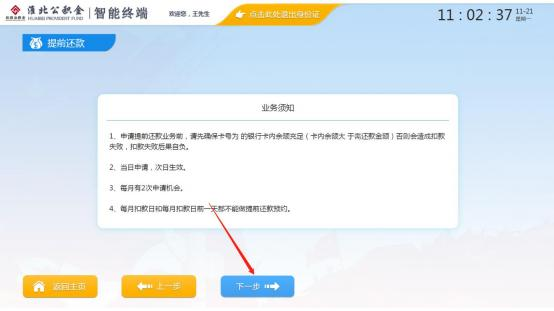 淮北公积金
HUAIBEI PROVIDENT FUND
智能终端
欢迎您，王先生
点击此处退出身份证
11:02:37
11-21
星期一
提前还款
业务须知
1、申请提前还款业务前，请先确保卡号为 的银行卡内余额充足（卡内余额大 于需还款金额）否则会造成扣款
失败，扣款失败后果自负。
2、当日申请，次日生效。
3、每月有2次申请机会。
4、每月扣款日和每月扣款日前一天都不能做提前还款预约。
返回主页
上一步
下一步